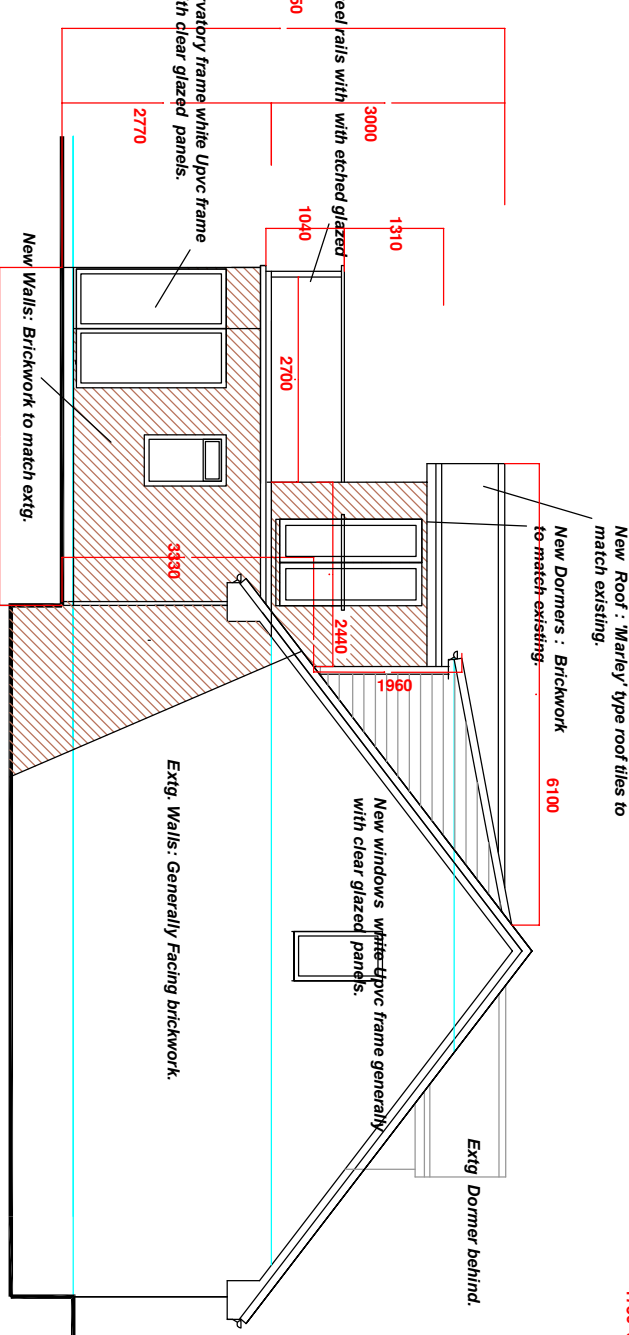 New Roof : 'Marley' type roof tiles to
match existing.
New Dormers : Brickwork
to match existing.
6100
Extg Dormer behind.
New windows white Upvc frame generally
with clear glazed panels.
1960
2440
3330
2700
1310
1040
3000
2770
rails with with etched glazed
frame white Upvc frame
clear glazed panels.
New Walls: Brickwork to match extg.
Extg. Walls: Generally Facing brickwork.